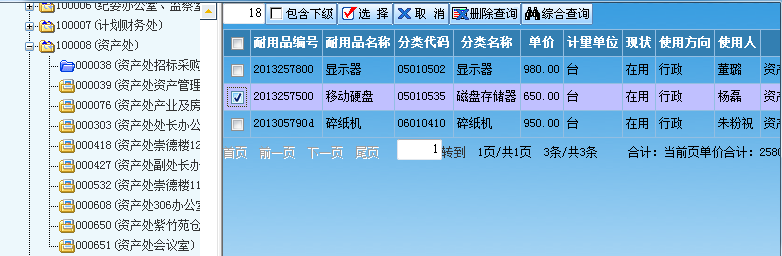 100006(纪委办公室、监察
100007(计划财务处)
100008(资产处)
000038(资产处招标采购
000039(资产处资产管理
000076(资产处产业及房
000303(资产处处长办公
000418(资产处崇德楼12
000427(资产处副处长办
000532(资产处崇德楼11
000608(资产处306办公
000650(资产处紫竹苑仓
000651(资产处会议室)
18 包含下级 选 择 取 消 删除查询 综合查询
耐用品编号 耐用品名称 分类代码 分类名称 单价 计量单位 现状 使用方向 使用人
2013257800 显示器 05010502 显示器 980.00 台 在用 行政 董璐 资产
2013257500 移动硬盘 05010535 磁盘存储器 650.00 台 在用 行政 杨磊 资产
201305790d 碎纸机 06010410 碎纸机 950.00 台 在用 行政 朱粉祝 资产
首页 前一页 下一页 尾页 1 转到 1页/共1页 3条/共3条 合计：当前页单价合计：2580